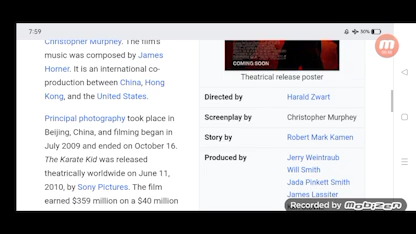 7:59
30%
Christopher Murphey. The film's
music was composed by James
Horner. It is an international co-
production between China, Hong
Kong, and the United States.
Principal photography took place in
Beijing, China, and filming began in
July 2009 and ended on October 16.
The Karate Kid was released
theatrically worldwide on June 11,
2010, by Sony Pictures. The film
earned $359 million on a $40 million
COMING SOON
Theatrical release poster
Directed by Harald Zwart
Screenplay by Christopher Murphey
Story by Robert Mark Kamen
Produced by Jerry Weintraub
Will Smith
Jada Pinkett Smith
James Lassiter
Recorded by Mobizen